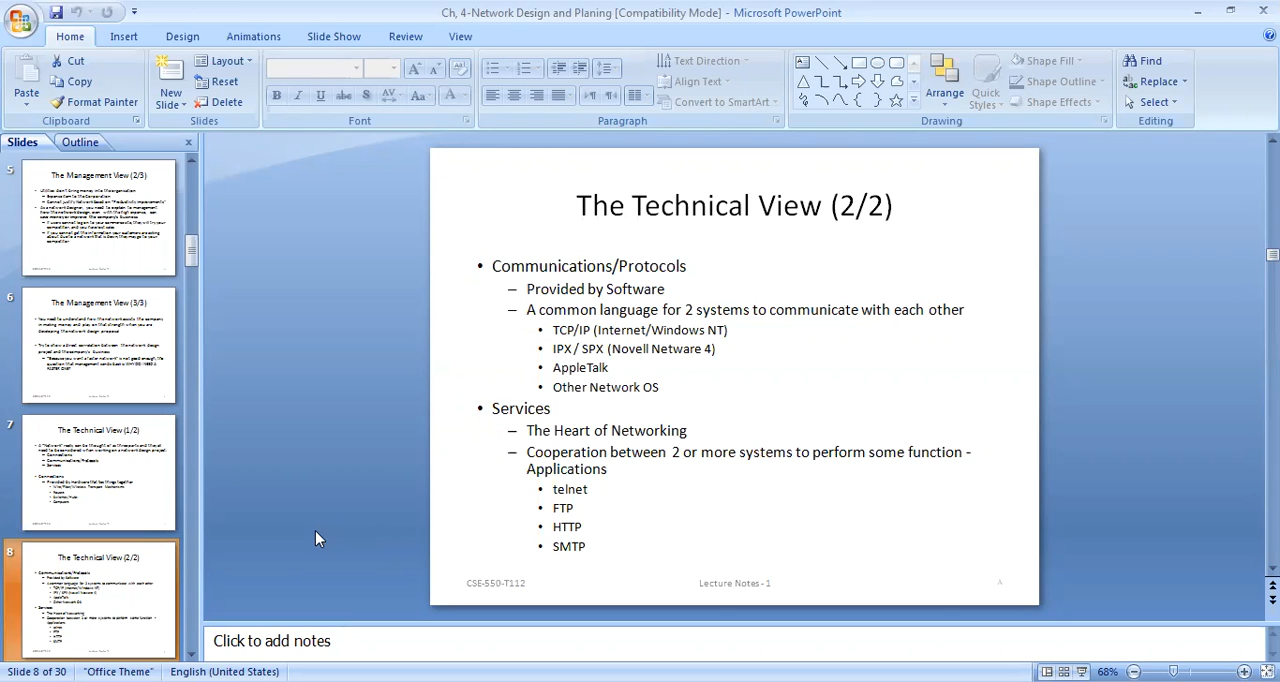 Ch, 4-Network Design and Planing [Compatibility Mode] - Microsoft PowerPoint
Home Insert Design Animations Slide Show Review View
Paste
Cut
Copy
Format Painter
Clipboard
New Slide
Layout
Reset
Delete
Slides
B I U abe S AV Aa A
Font
Paragraph
Text Direction
Align Text
Convert to SmartArt
Arrange
Quick Styles
Shape Fill
Shape Outline
Shape Effects
Drawing
Find
Replace
Select
Editing
Slides Outline
5
The Management View (2/3)
6
The Management View (3/3)
7
The Technical View (1/2)
8
The Technical View (2/2)
The Technical View (2/2)
• Communications/Protocols
– Provided by Software
– A common language for 2 systems to communicate with each other
• TCP/IP (Internet/Windows NT)
• IPX / SPX (Novell Netware 4)
• AppleTalk
• Other Network OS
• Services
– The Heart of Networking
– Cooperation between 2 or more systems to perform some function -
Applications
• telnet
• FTP
• HTTP
• SMTP
CSE-550-T112 Lecture Notes - 1
Click to add notes
Slide 8 of 30 "Office Theme" English (United States) 68%